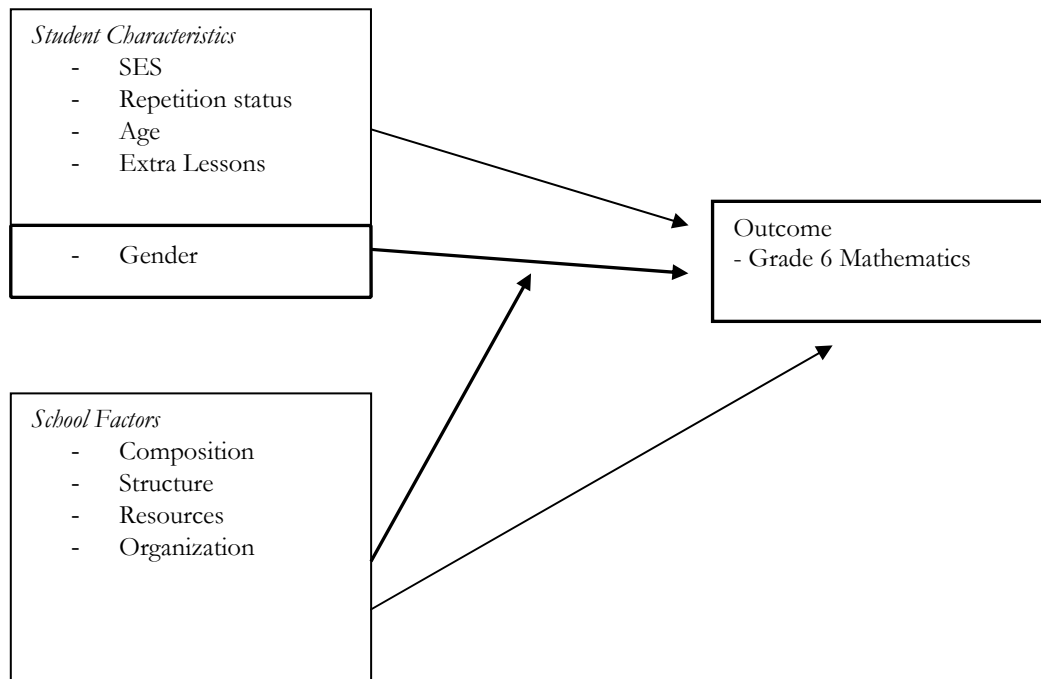 Student Characteristics
- SES
- Repetition status
- Age
- Extra Lessons
- Gender
Outcome
- Grade 6 Mathematics
School Factors
- Composition
- Structure
- Resources
- Organization